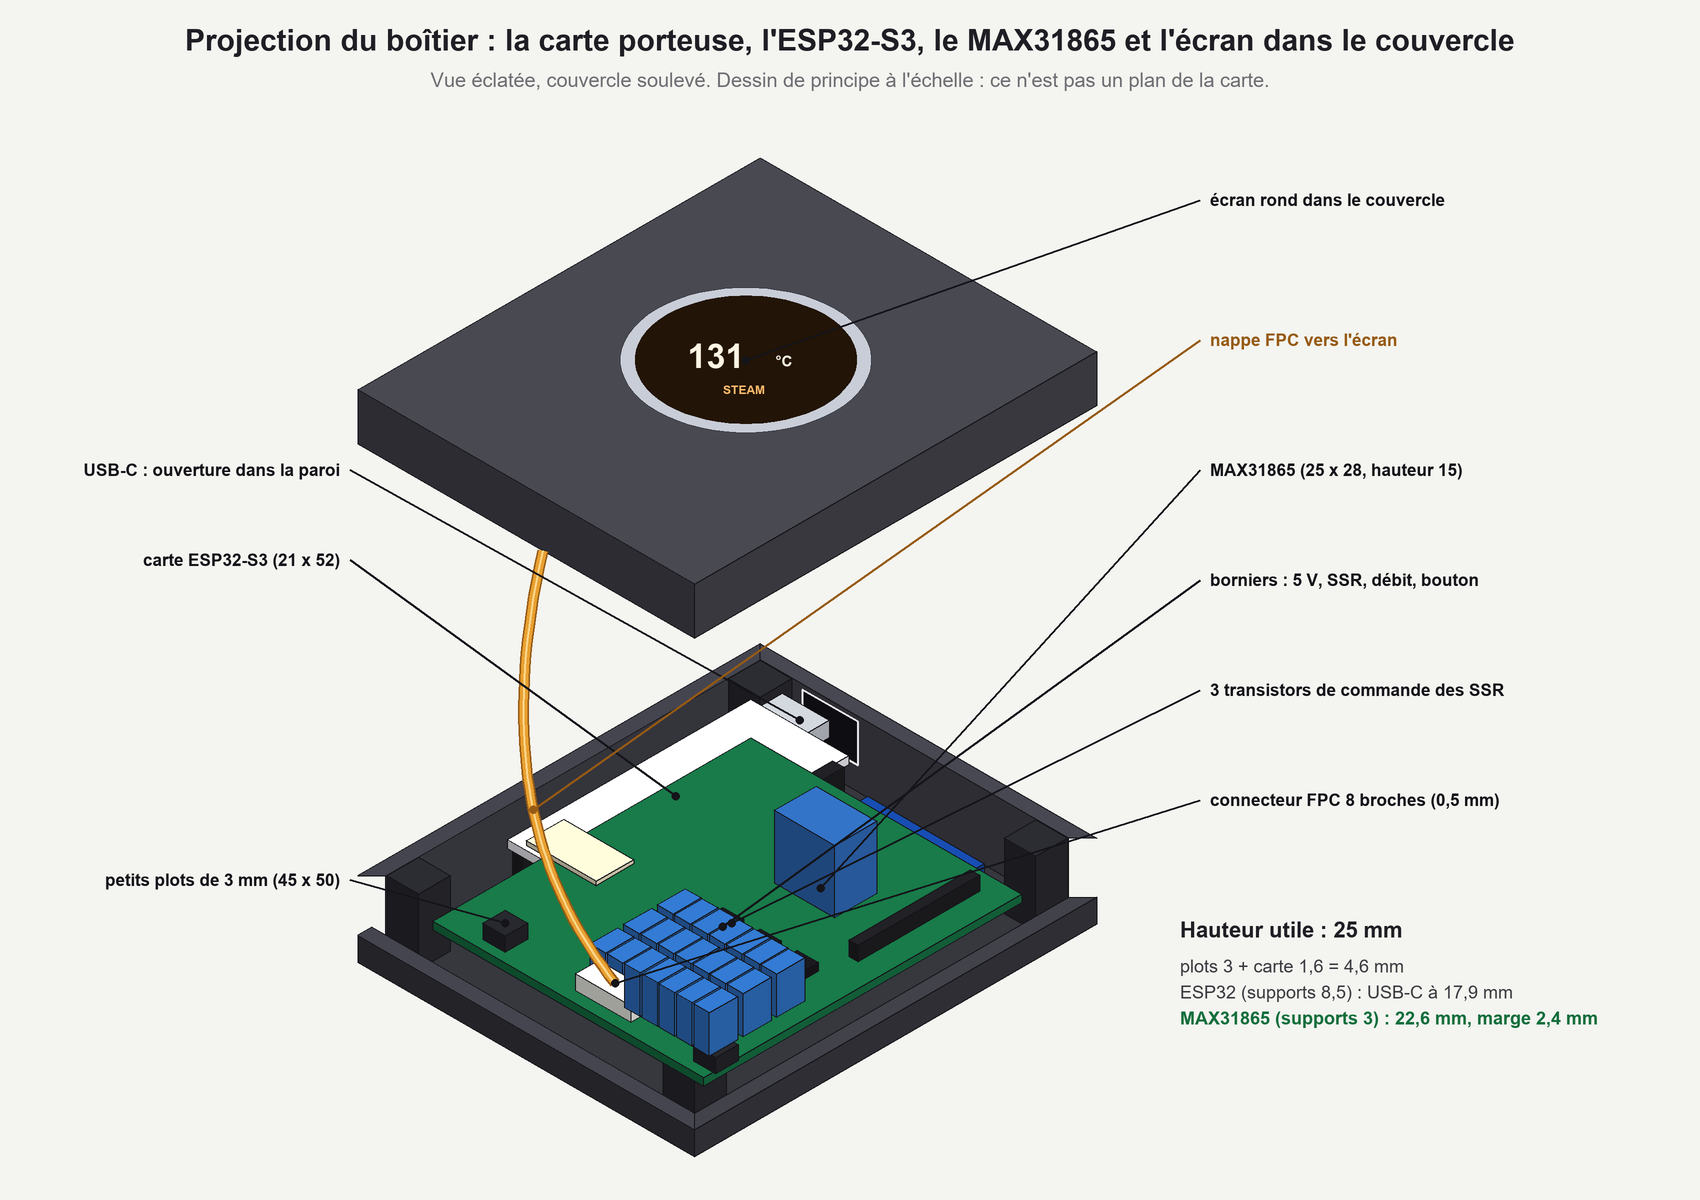 Projection du boîtier : la carte porteuse, l'ESP32-S3, le MAX31865 et l'écran dans le couvercle
Vue éclatée, couvercle soulevé. Dessin de principe à l'échelle : ce n'est pas un plan de la carte.
écran rond dans le couvercle
nappe FPC vers l'écran
131 °C
STEAM
USB-C : ouverture dans la paroi
MAX31865 (25 x 28, hauteur 15)
carte ESP32-S3 (21 x 52)
borniers : 5 V, SSR, débit, bouton
3 transistors de commande des SSR
connecteur FPC 8 broches (0,5 mm)
petits plots de 3 mm (45 x 50)
Hauteur utile : 25 mm
plots 3 + carte 1,6 = 4,6 mm
ESP32 (supports 8,5) : USB-C à 17,9 mm
MAX31865 (supports 3) : 22,6 mm, marge 2,4 mm